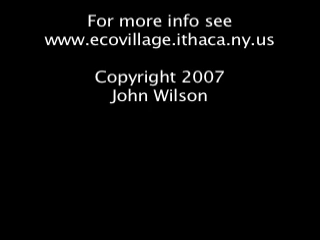 For more info see
www.ecovillage.ithaca.ny.us
Copyright 2007
John Wilson